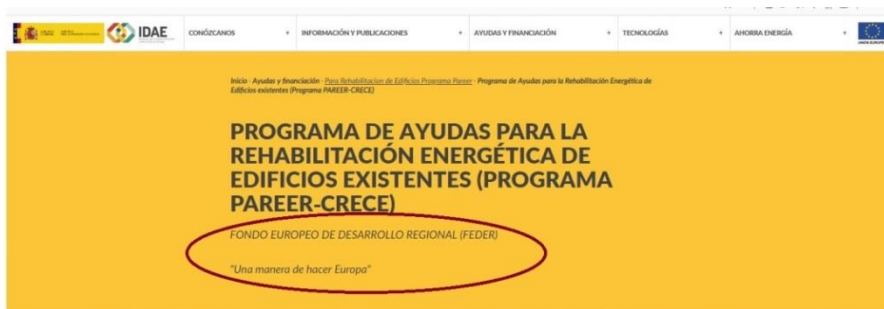 IDAE
CONÓZCANOS
INFORMACIÓN Y PUBLICACIONES
AYUDAS Y FINANCIACIÓN
TECNOLOGÍAS
AHORRA ENERGÍA
Inicio · Ayudas y financiación · Para Rehabilitacion de Edificios Programa Pareer · Programa de Ayudas para la Rehabilitación Energética de
Edificios existentes (Programa PAREER-CRECE)
PROGRAMA DE AYUDAS PARA LA
REHABILITACIÓN ENERGÉTICA DE
EDIFICIOS EXISTENTES (PROGRAMA
PAREER-CRECE)
FONDO EUROPEO DE DESARROLLO REGIONAL (FEDER)
"Una manera de hacer Europa"